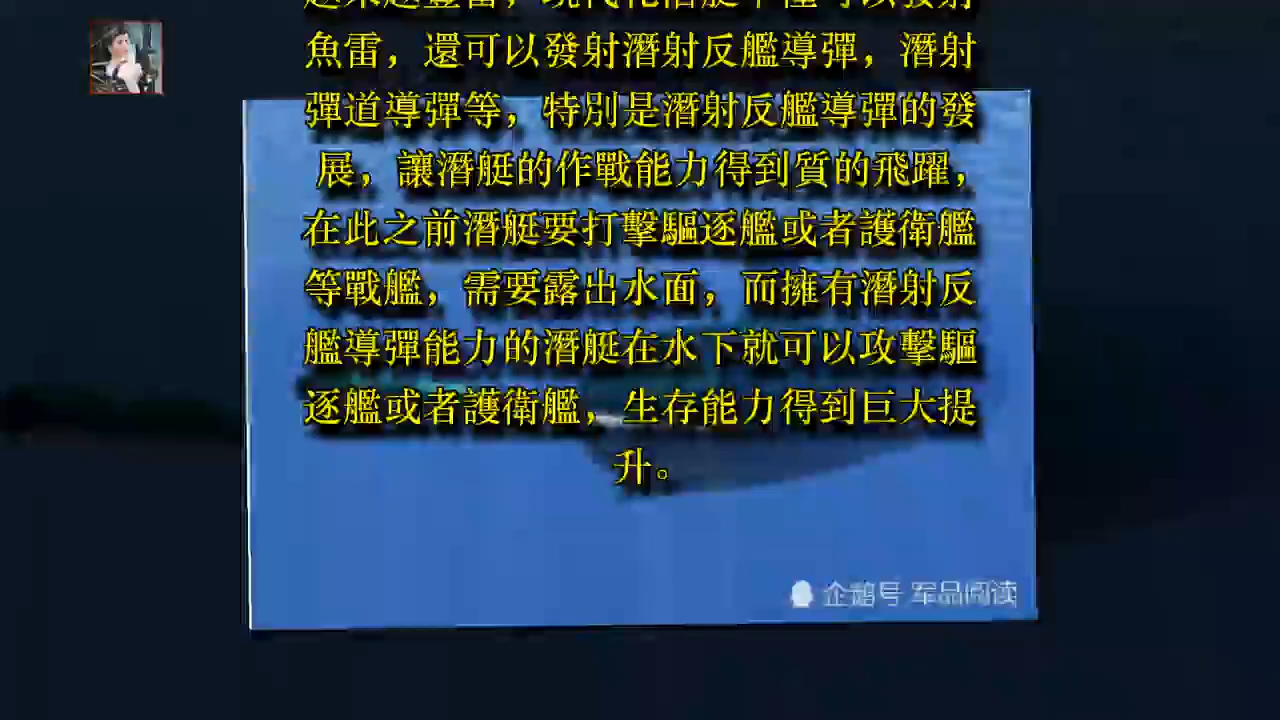 魚雷，還可以發射潛射反艦導彈，潛射
彈道導彈等，特別是潛射反艦導彈的發
展，讓潛艇的作戰能力得到質的飛躍，
在此之前潛艇要打擊驅逐艦或者護衛艦
等戰艦，需要露出水面，而擁有潛射反
艦導彈能力的潛艇在水下就可以攻擊驅
逐艦或者護衛艦，生存能力得到巨大提
升。
企鹅号 军品阅读